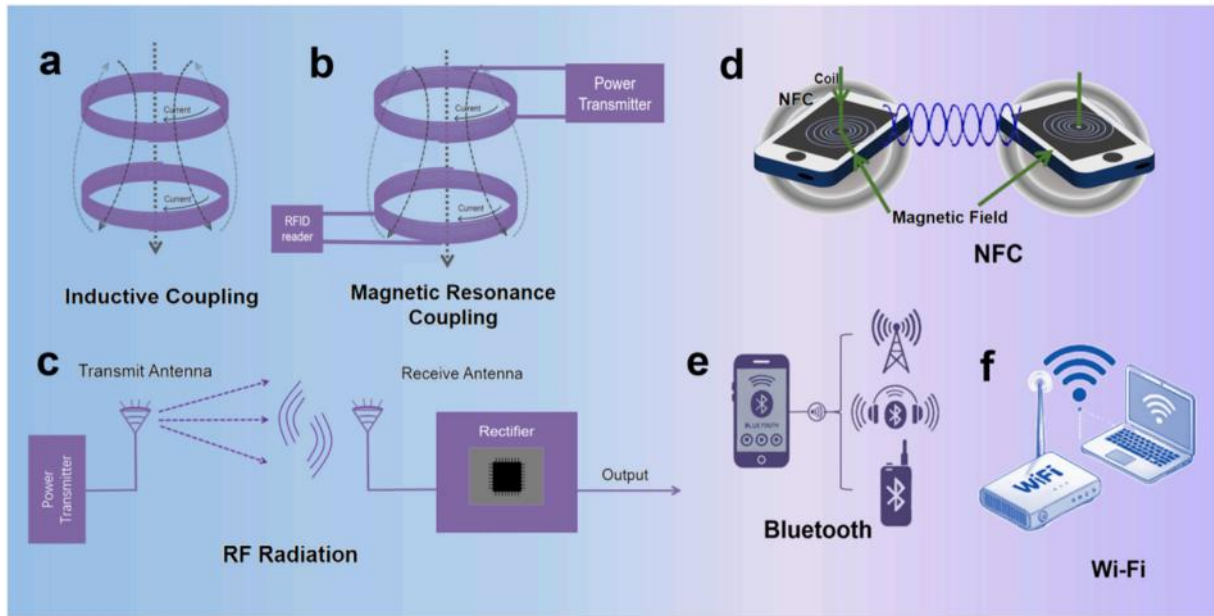 a
Current
Current
Inductive Coupling
b
Current
Current
Power
Transmitter
RFID
reader
Magnetic Resonance
Coupling
c
Transmit Antenna
Receive Antenna
Power
Transmitter
Rectifier
Output
RF Radiation
d
Coil
NFC
Magnetic Field
NFC
e
BLUETOOTH
Bluetooth
f
WiFi
Wi-Fi